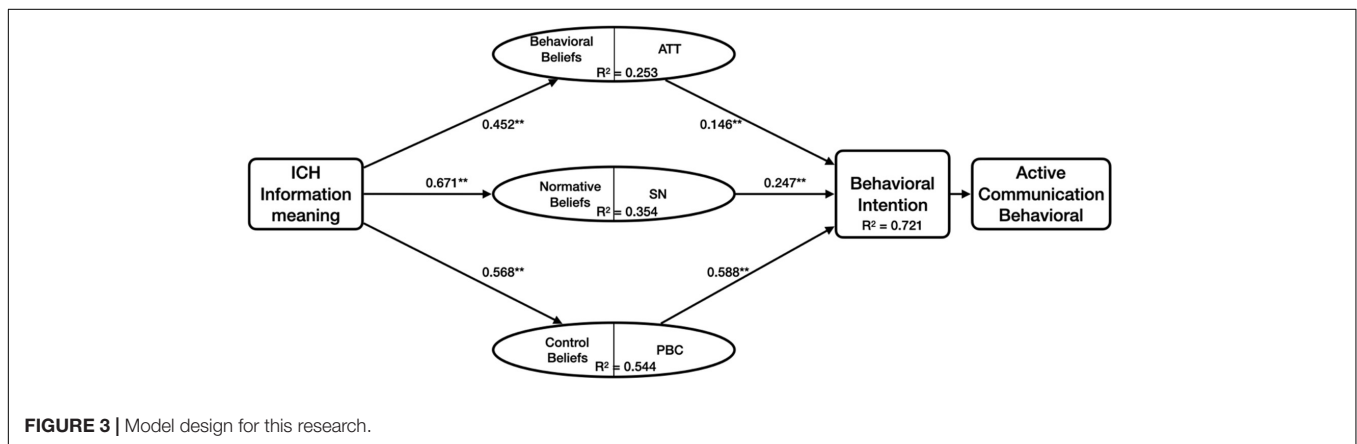 Behavioral
Beliefs
ATT
R² = 0.253
0.452**
0.146**
ICH
Information
meaning
0.671**
Normative
Beliefs
SN
R² = 0.354
0.247**
Behavioral
Intention
R² = 0.721
Active
Communication
Behavioral
0.568**
0.588**
Control
Beliefs
PBC
R² = 0.544
FIGURE 3 | Model design for this research.